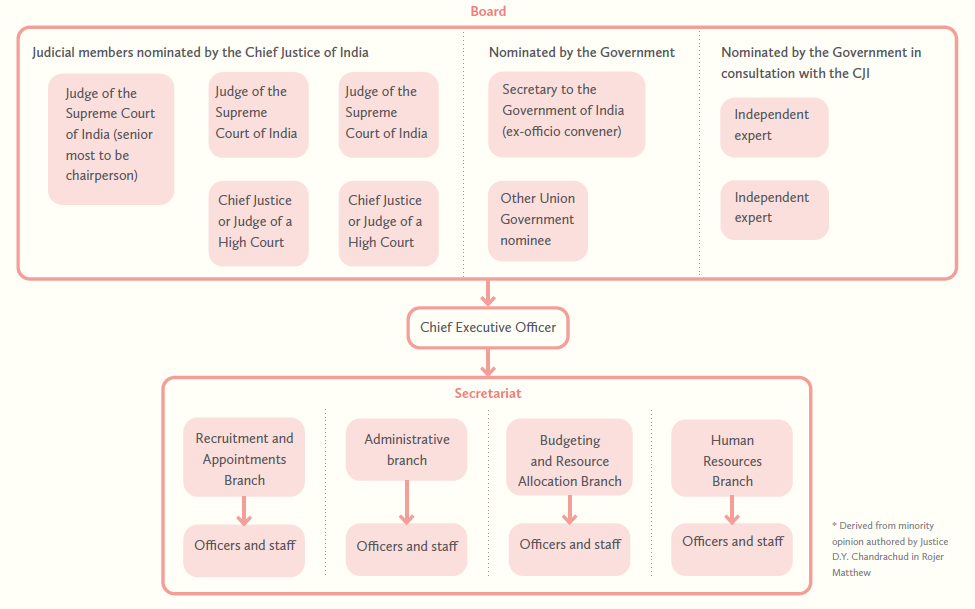 Board
Judicial members nominated by the Chief Justice of India
Judge of the
Supreme Court
of India (senior
most to be
chairperson)
Judge of the
Supreme
Court of India
Judge of the
Supreme
Court of India
Chief Justice
or Judge of a
High Court
Chief Justice
or Judge of a
High Court
Nominated by the Government
Secretary to the
Government of India
(ex-officio convener)
Other Union
Government
nominee
Nominated by the Government in
consultation with the CJI
Independent
expert
Independent
expert
Chief Executive Officer
Secretariat
Recruitment and
Appointments
Branch
Officers and staff
Administrative
branch
Officers and staff
Budgeting
and Resource
Allocation Branch
Officers and staff
Human
Resources
Branch
Officers and staff
* Derived from minority
opinion authored by Justice
D.Y. Chandrachud in Rojer
Matthew